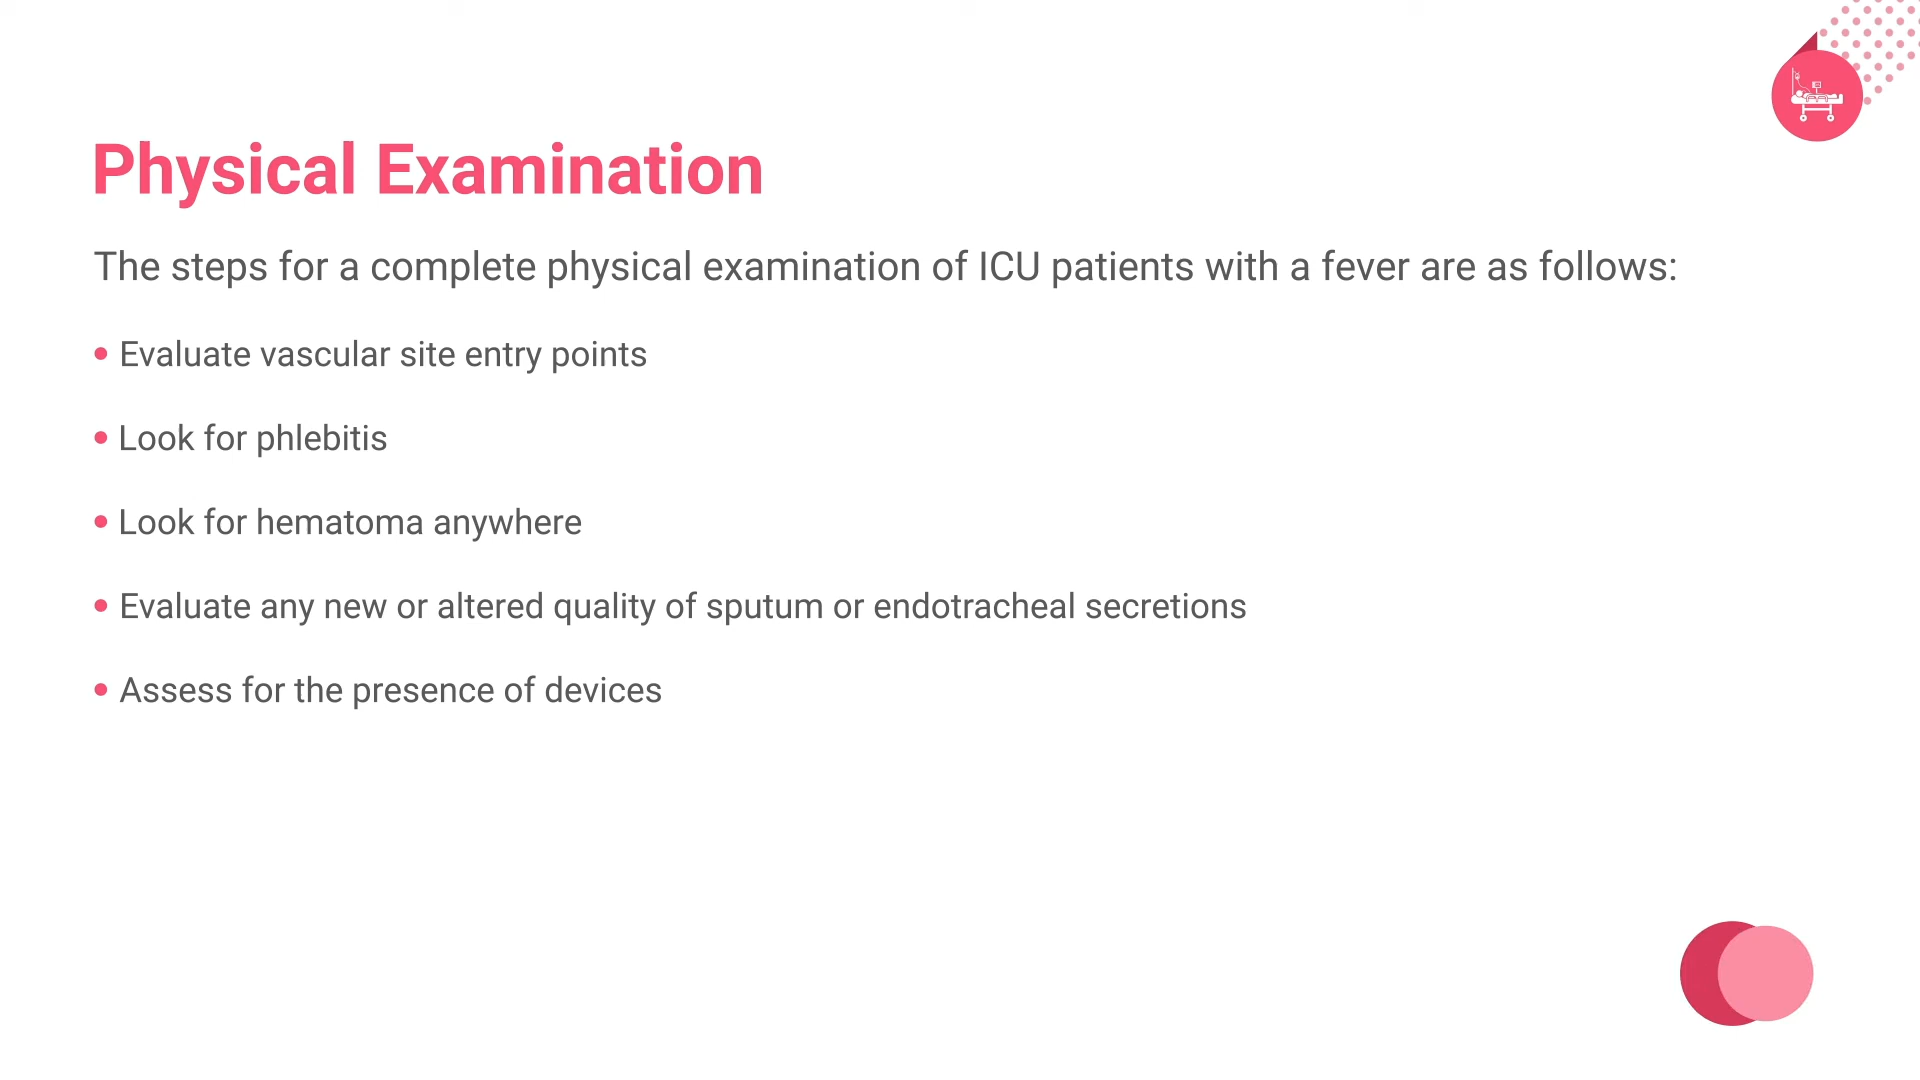 Physical Examination
The steps for a complete physical examination of ICU patients with a fever are as follows:
• Evaluate vascular site entry points
• Look for phlebitis
• Look for hematoma anywhere
• Evaluate any new or altered quality of sputum or endotracheal secretions
• Assess for the presence of devices